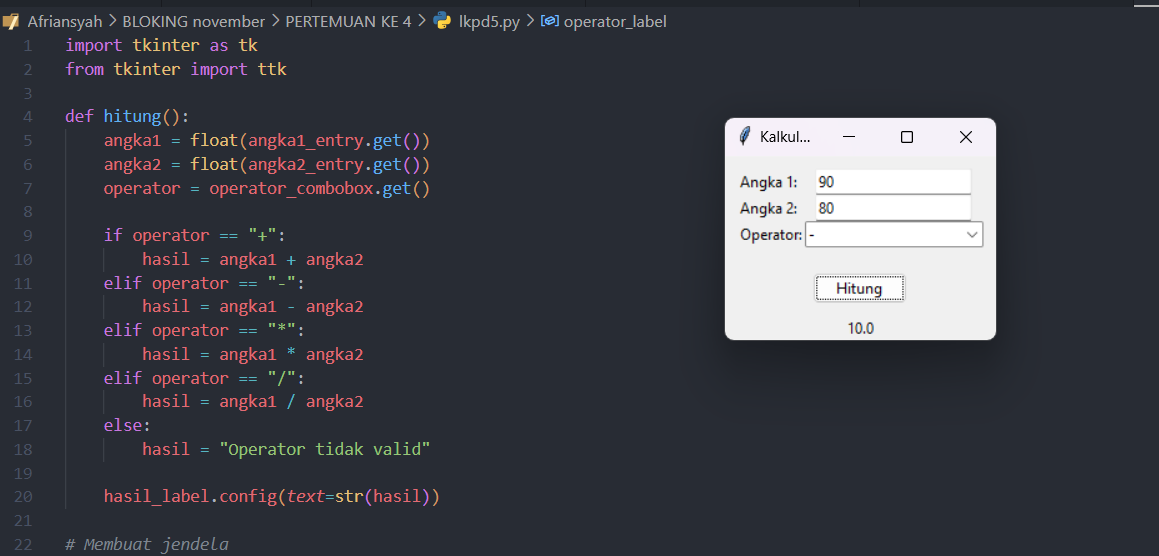 Afriansyah > BLOKING november > PERTEMUAN KE 4 > lkpd5.py > operator_label
1 import tkinter as tk
2 from tkinter import ttk
3
4 def hitung():
5 angka1 = float(angka1_entry.get())
6 angka2 = float(angka2_entry.get())
7 operator = operator_combobox.get()
8
9 if operator == "+":
10 hasil = angka1 + angka2
11 elif operator == "-":
12 hasil = angka1 - angka2
13 elif operator == "*":
14 hasil = angka1 * angka2
15 elif operator == "/":
16 hasil = angka1 / angka2
17 else:
18 hasil = "Operator tidak valid"
19
20 hasil_label.config(text=str(hasil))
21
22 # Membuat jendela
Kalkul...
Angka 1: 90
Angka 2: 80
Operator: -
Hitung
10.0